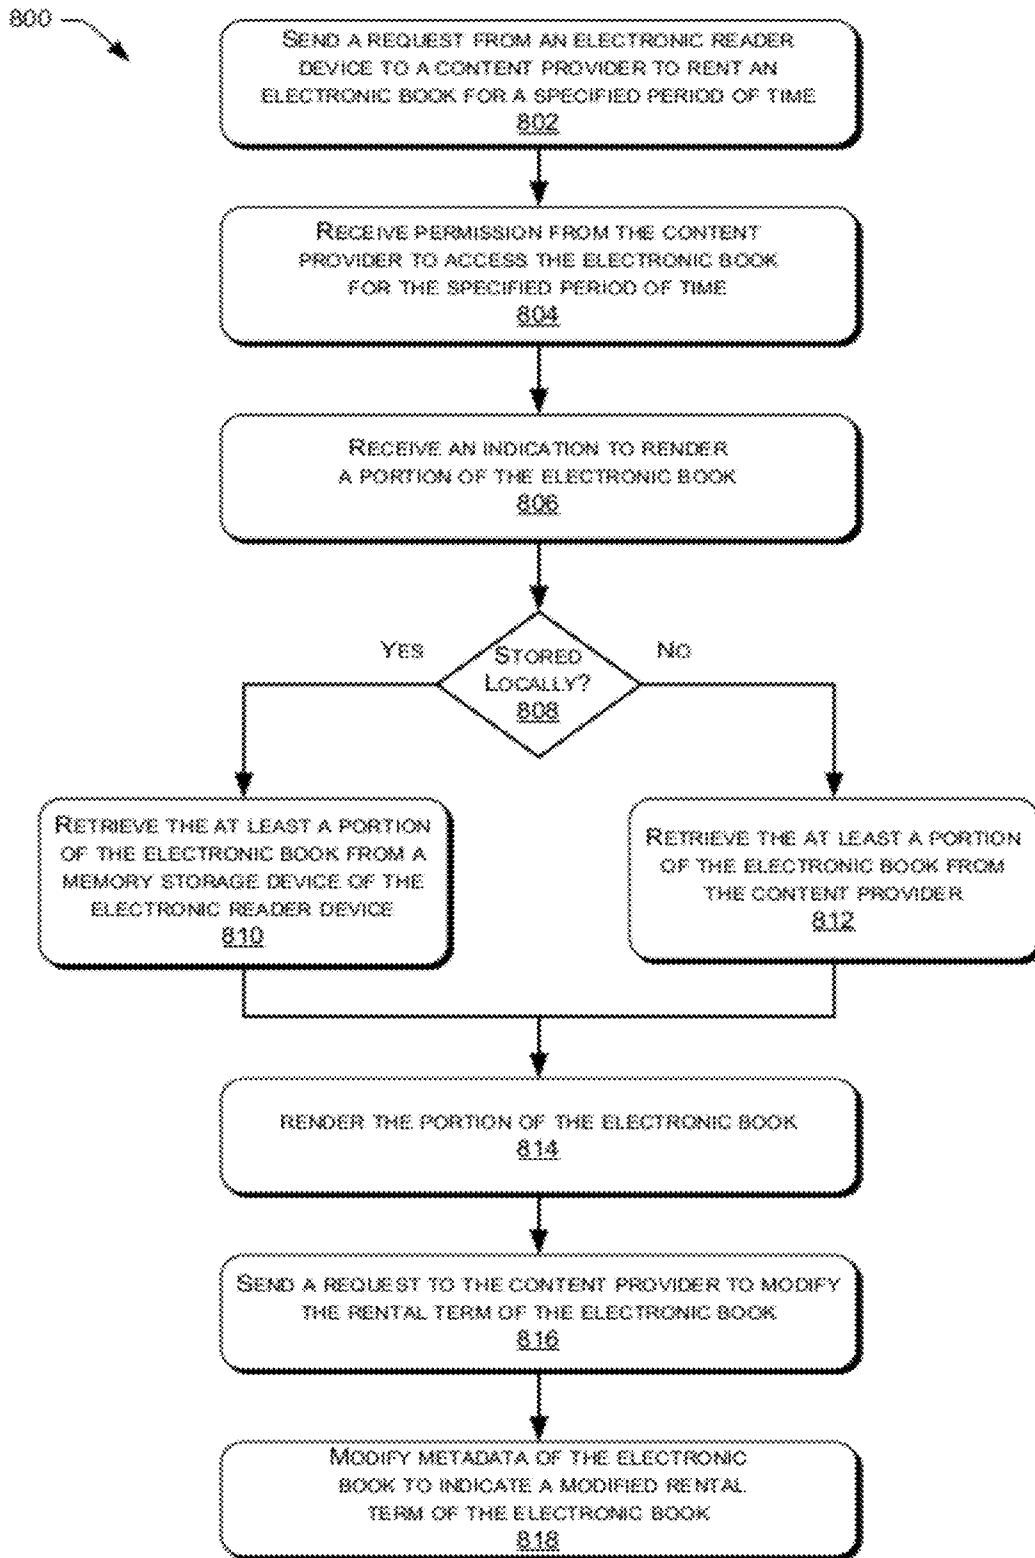 800
SEND A REQUEST FROM AN ELECTRONIC READER
DEVICE TO A CONTENT PROVIDER TO RENT AN
ELECTRONIC BOOK FOR A SPECIFIED PERIOD OF TIME
802
RECEIVE PERMISSION FROM THE CONTENT
PROVIDER TO ACCESS THE ELECTRONIC BOOK
FOR THE SPECIFIED PERIOD OF TIME
804
RECEIVE AN INDICATION TO RENDER
A PORTION OF THE ELECTRONIC BOOK
806
YES
STORED
LOCALLY?
808
NO
RETRIEVE THE AT LEAST A PORTION
OF THE ELECTRONIC BOOK FROM A
MEMORY STORAGE DEVICE OF THE
ELECTRONIC READER DEVICE
810
RETRIEVE THE AT LEAST A PORTION
OF THE ELECTRONIC BOOK FROM
THE CONTENT PROVIDER
812
RENDER THE PORTION OF THE ELECTRONIC BOOK
814
SEND A REQUEST TO THE CONTENT PROVIDER TO MODIFY
THE RENTAL TERM OF THE ELECTRONIC BOOK
816
MODIFY METADATA OF THE ELECTRONIC
BOOK TO INDICATE A MODIFIED RENTAL
TERM OF THE ELECTRONIC BOOK
818